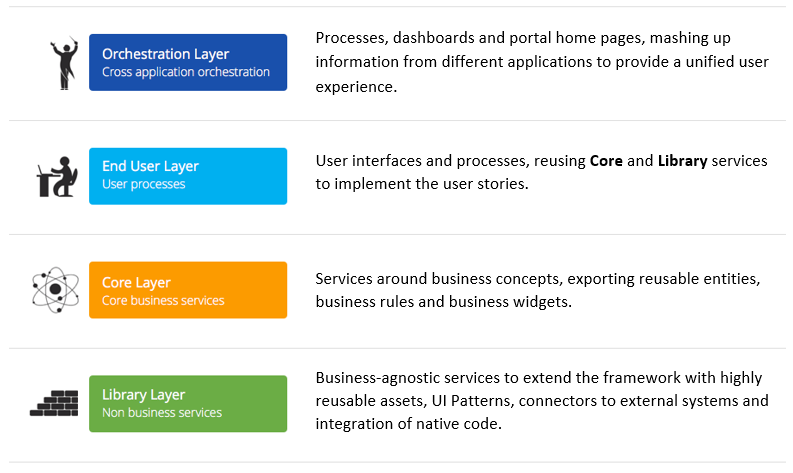 Orchestration Layer
Cross application orchestration
Processes, dashboards and portal home pages, mashing up
information from different applications to provide a unified user
experience.
End User Layer
User processes
User interfaces and processes, reusing Core and Library services
to implement the user stories.
Core Layer
Core business services
Services around business concepts, exporting reusable entities,
business rules and business widgets.
Library Layer
Non business services
Business-agnostic services to extend the framework with highly
reusable assets, UI Patterns, connectors to external systems and
integration of native code.